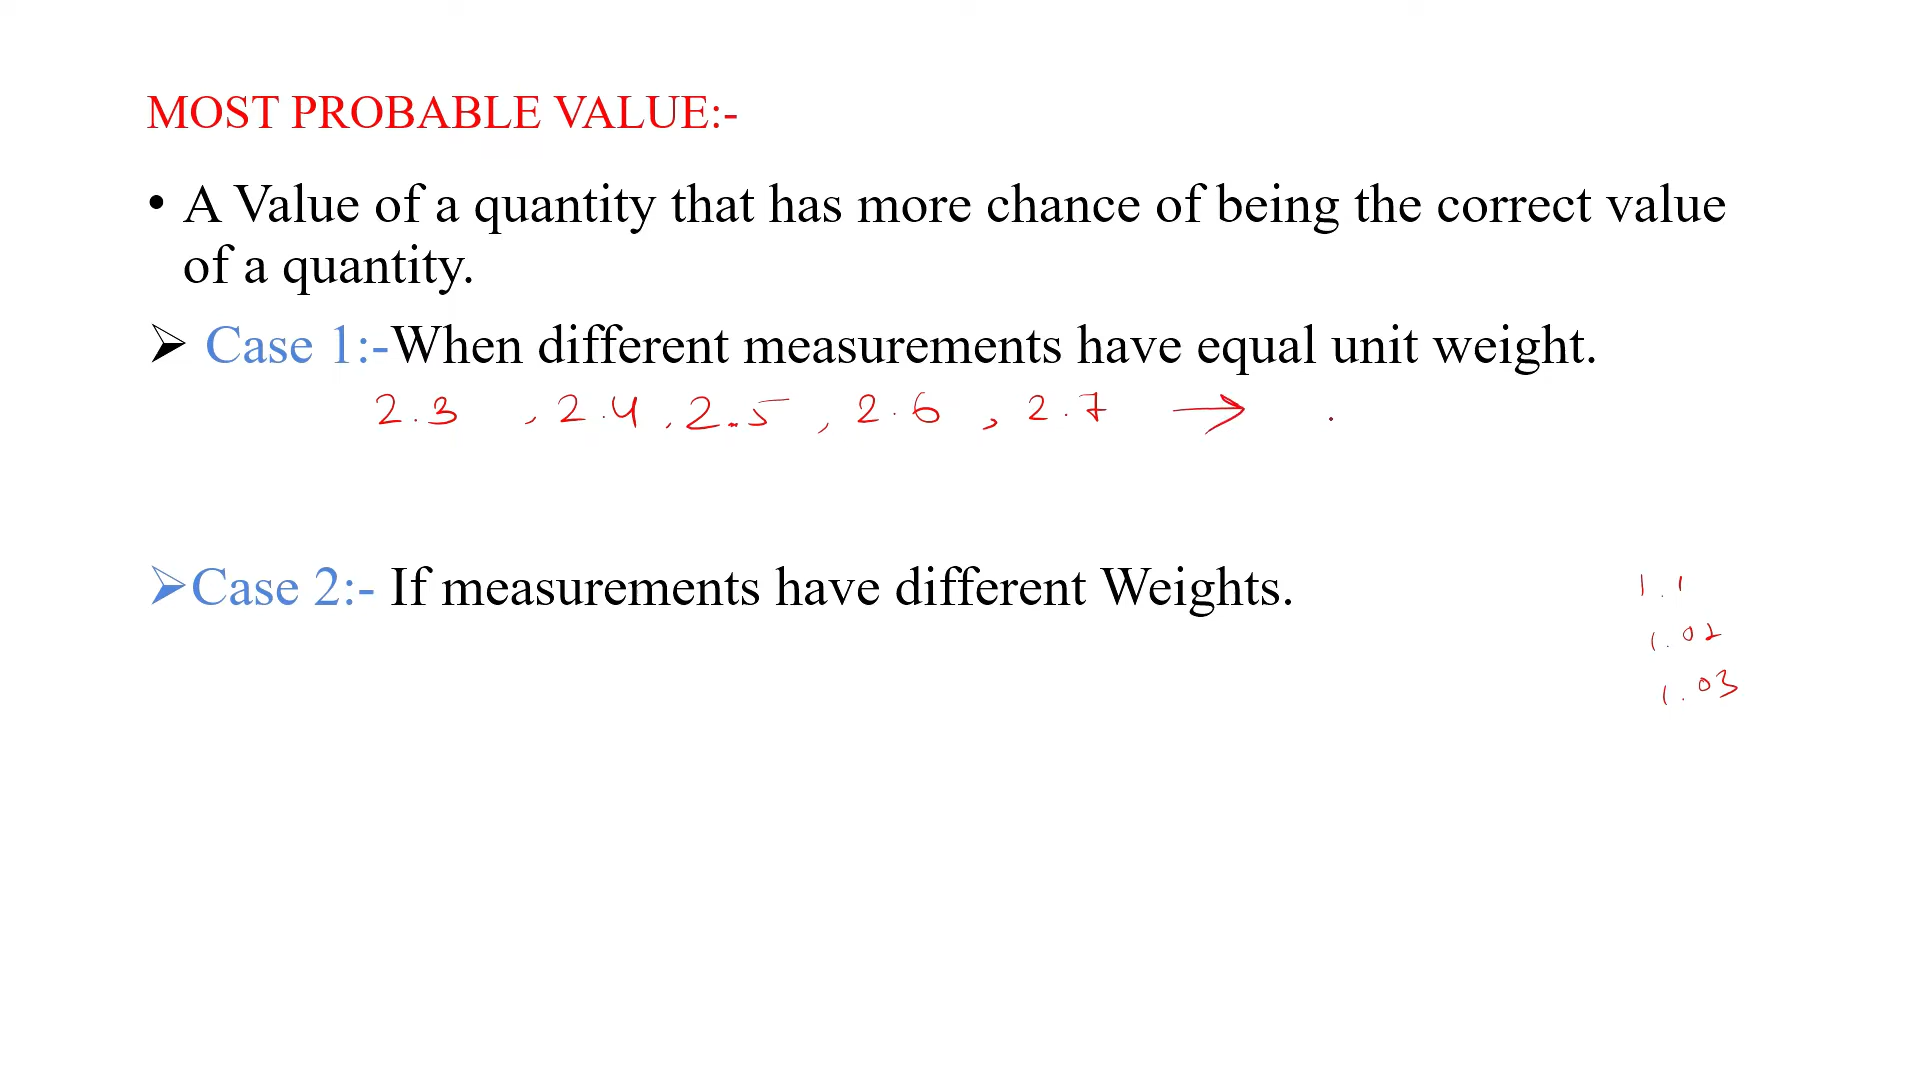 MOST PROBABLE VALUE:-
• A Value of a quantity that has more chance of being the correct value
of a quantity.
➢ Case 1:-When different measurements have equal unit weight.
2.3 , 2.4 , 2.5 , 2.6 , 2.7 →
➢Case 2:- If measurements have different Weights.
1.1
1.02
1.03